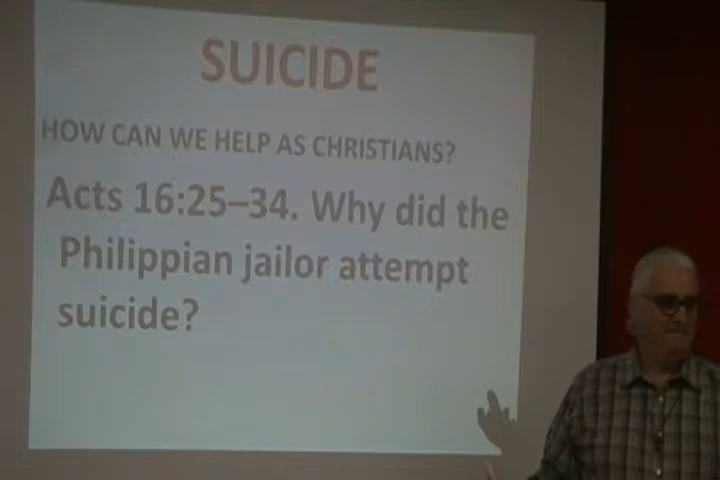 SUICIDE
HOW CAN WE HELP AS CHRISTIANS?
Acts 16:25–34. Why did the
Philippian jailor attempt
suicide?